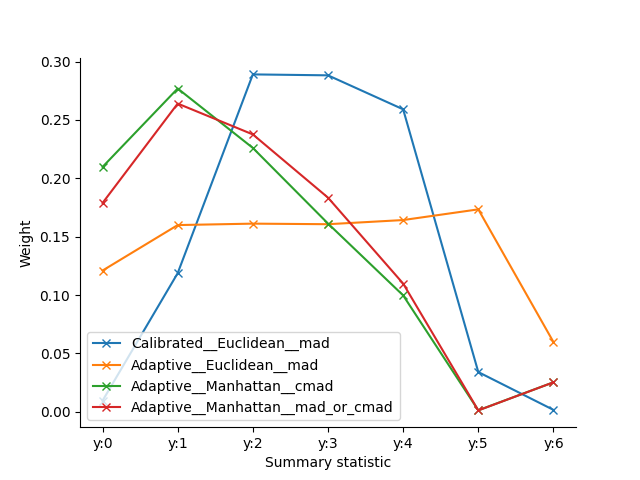 0.30
0.25
0.20
0.15
0.10
0.05
0.00
Weight
Calibrated__Euclidean__mad
Adaptive__Euclidean__mad
Adaptive__Manhattan__cmad
Adaptive__Manhattan__mad_or_cmad
y:0 y:1 y:2 y:3 y:4 y:5 y:6
Summary statistic